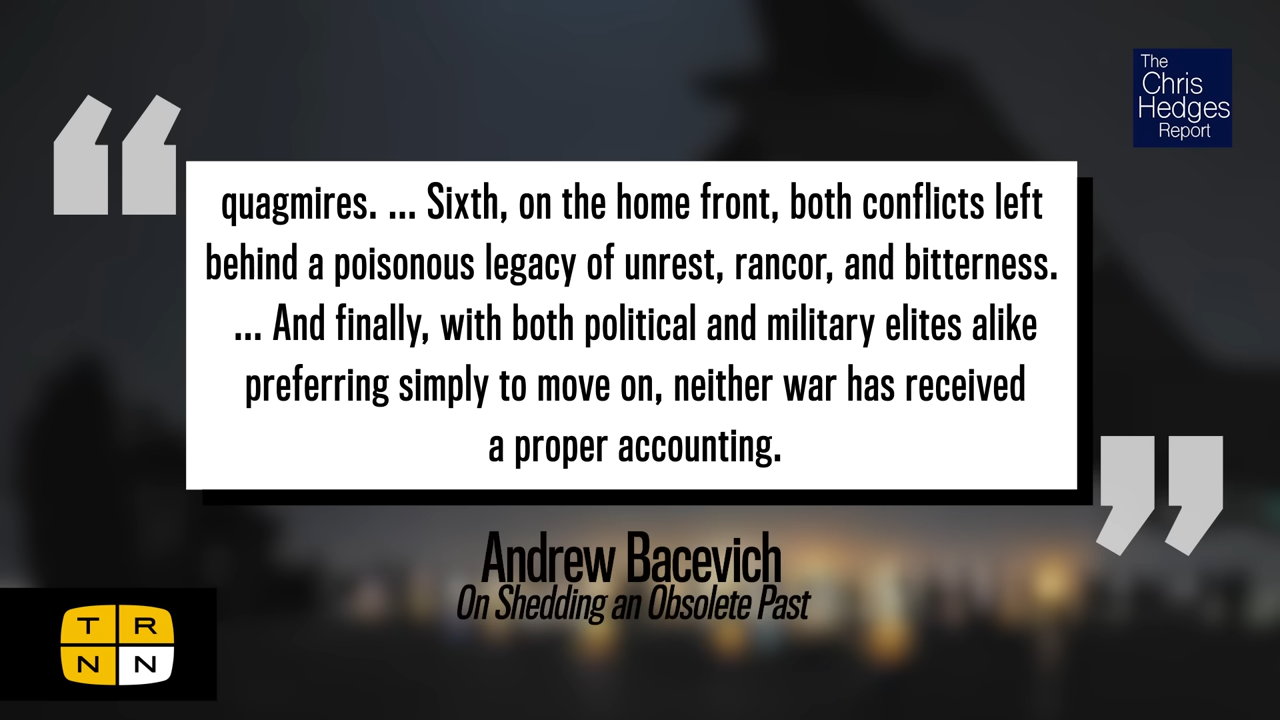 The
Chris
Hedges
Report
“
quagmires. ... Sixth, on the home front, both conflicts left
behind a poisonous legacy of unrest, rancor, and bitterness.
... And finally, with both political and military elites alike
preferring simply to move on, neither war has received
a proper accounting.
”
Andrew Bacevich
On Shedding an Obsolete Past
T R
N N